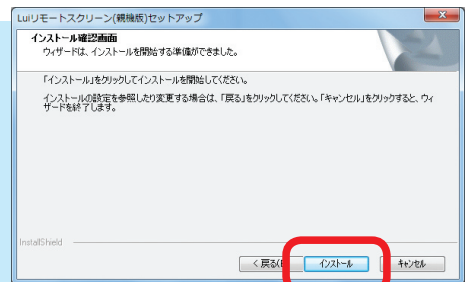 Luiリモートスクリーン(親機版)セットアップ
インストール確認画面
ウィザードは、インストールを開始する準備ができました。
「インストール」をクリックしてインストールを開始してください。
インストールの設定を参照したり変更する場合は、「戻る」をクリックしてください。「キャンセル」をクリックすると、ウィ
ザードを終了します。
InstallShield
< 戻る(
インストール
キャンセル